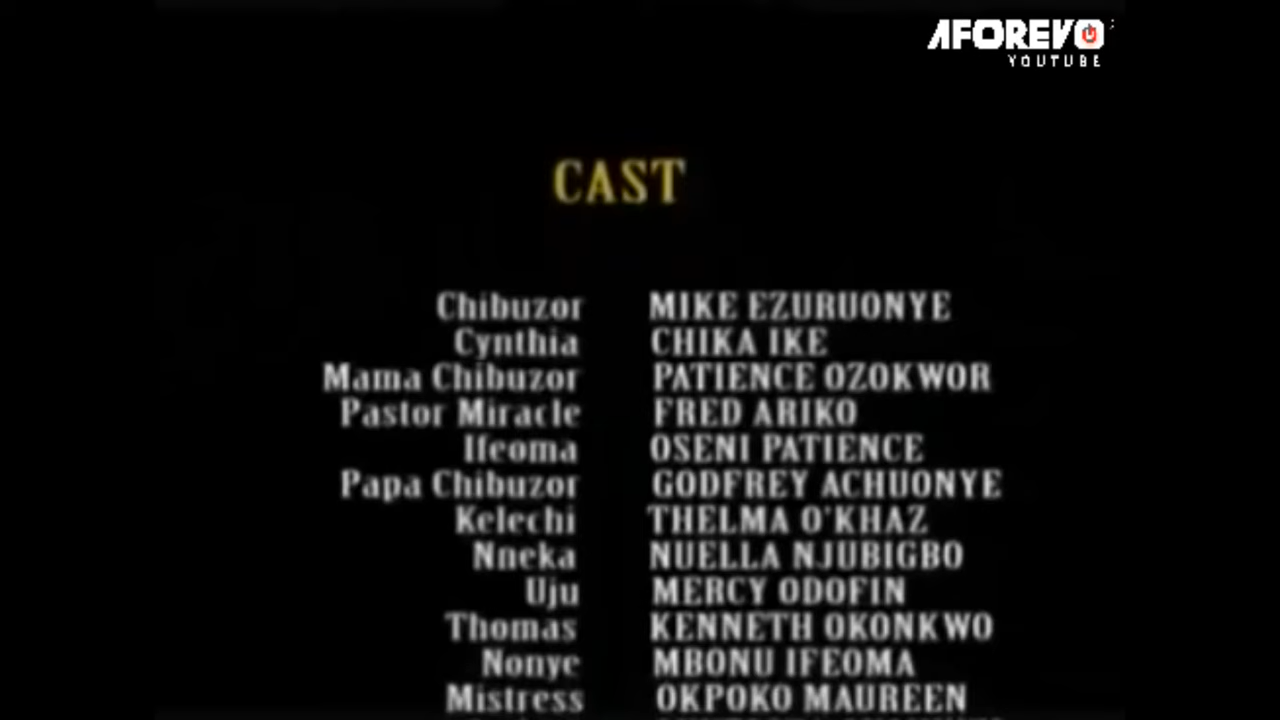 AFOREVO
YOUTUBE
CAST
Chibuzor MIKE EZURUONYE
Cynthia CHIKA IKE
Mama Chibuzor PATIENCE OZOKWOR
Pastor Miracle FRED ARIKO
Ifeoma OSENI PATIENCE
Papa Chibuzor GODFREY ACHUONYE
Kelechi THELMA O'KHAZ
Nneka NUELLA NJUBIGBO
Uju MERCY ODOFIN
Thomas KENNETH OKONKWO
Nonye MBONU IFEOMA
Mistress OKPOKO MAUREEN